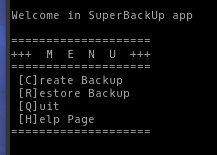 Welcome in SuperBackUp app
====================
+++  M  E  N  U  +++
====================
[C]reate Backup
[R]estore Backup
[Q]uit
[H]elp Page
====================